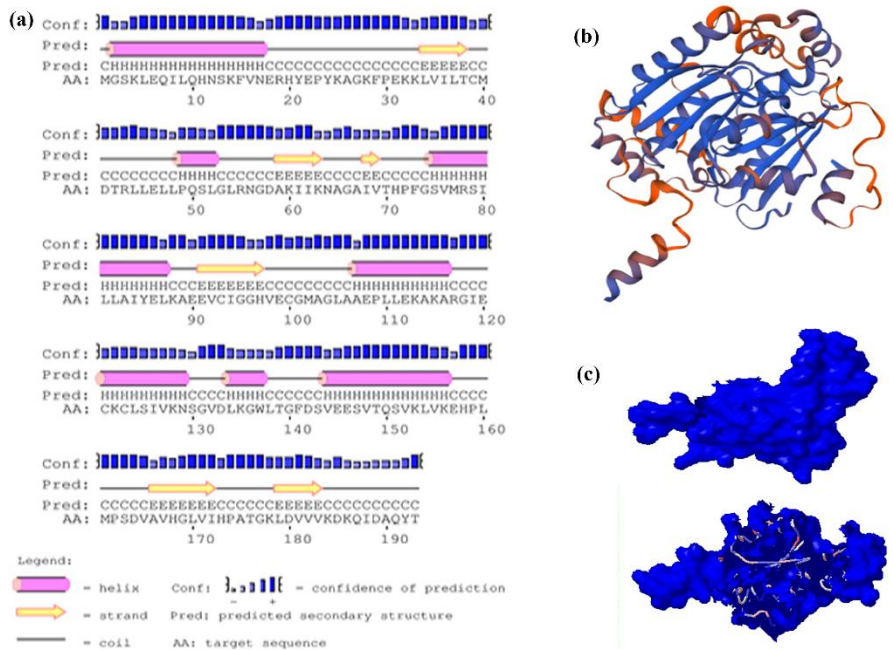 (a)
Conf:
Pred:
Pred: CHHHHHHHHHHHHHHHHCCCCCCCCCCCCCCCCEEEEECC
AA: MGSKLEQILQHNSKFVNERHYEPYKAGKFPEKKLVILTCM
10 20 30 40
Conf:
Pred:
Pred: CCCCCCCCHHHHCCCCCCEEEEECCCCEECCCCCHHHHHH
AA: DTRLLELLPQSLGLRNGDAKIIKNAGAIVTHPFGSVMRSI
50 60 70 80
Conf:
Pred:
Pred: HHHHHHHCCCEEEEEEECCCCCCCCCHHHHHHHHHHCCCC
AA: LLAIYELKAEEVCIGGHVECGMAGLAAEPLLEKAKARGIE
90 100 110 120
Conf:
Pred:
Pred: HHHHHHHHHCCCCHHHHCCCCCCHHHHHHHHHHHHHCCCC
AA: CKCLSIVKNSGVDLKGWLTGFDSVEESVTQSVKLVKEHPL
130 140 150 160
Conf:
Pred:
Pred: CCCCCEEEEEEECCCCCCEEEEECCCCCCCCCC
AA: MPSDVAVHGLVIHPATGKLDVVVKDKQIDAQYT
170 180 190
Legend:
= helix Conf: - + = confidence of prediction
= strand Pred: predicted secondary structure
= coil AA: target sequence
(b)
(c)